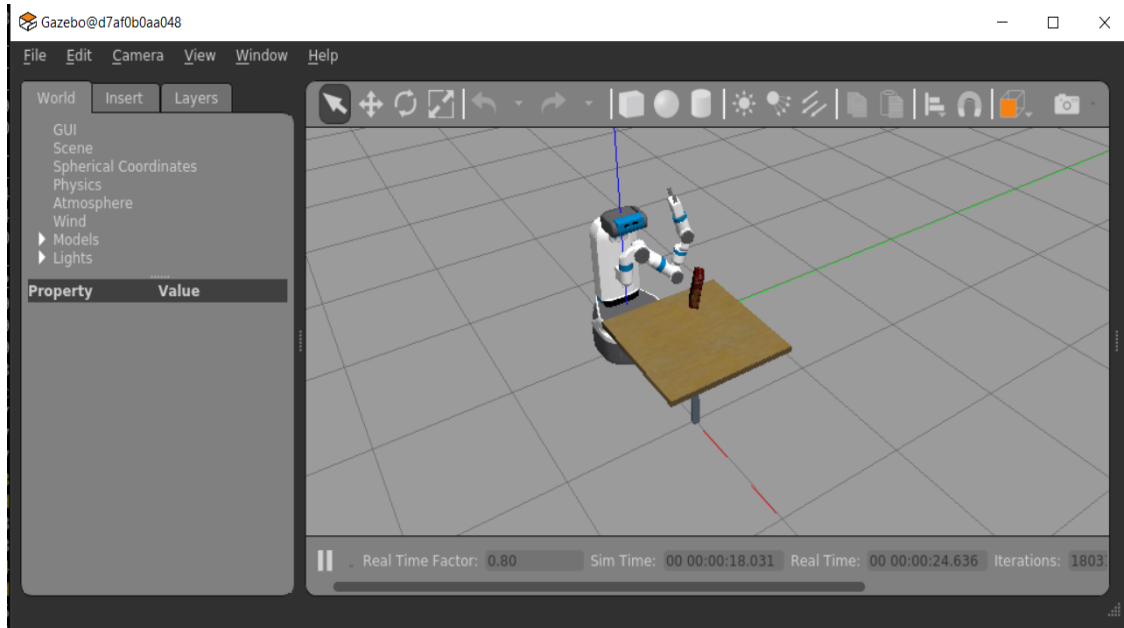 Gazebo@d7af0b0aa048
File Edit Camera View Window Help
World Insert Layers
GUI
Scene
Spherical Coordinates
Physics
Atmosphere
Wind
Models
Lights
Property Value
Real Time Factor: 0.80 Sim Time: 00 00:00:18.031 Real Time: 00 00:00:24.636 Iterations: 1803